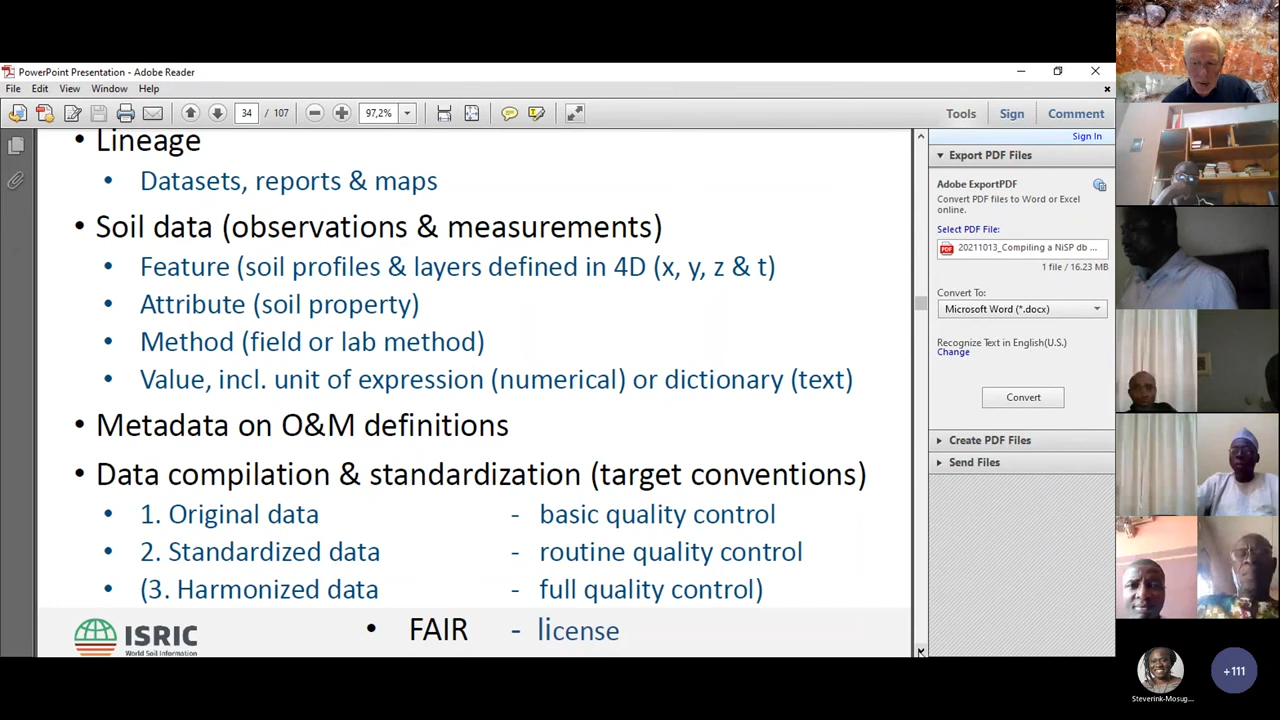 PowerPoint Presentation - Adobe Reader
File Edit View Window Help
34 / 107 97,2% Tools Sign Comment
Sign In
• Lineage
• Datasets, reports & maps
• Soil data (observations & measurements)
• Feature (soil profiles & layers defined in 4D (x, y, z & t)
• Attribute (soil property)
• Method (field or lab method)
• Value, incl. unit of expression (numerical) or dictionary (text)
• Metadata on O&M definitions
• Data compilation & standardization (target conventions)
• 1. Original data - basic quality control
• 2. Standardized data - routine quality control
• (3. Harmonized data - full quality control)
• FAIR - license
ISRIC
World Soil Information
Export PDF Files
Adobe ExportPDF
Convert PDF files to Word or Excel
online.
Select PDF File:
20211013_Compiling a NiSP db ...
1 file / 16.23 MB
Convert To:
Microsoft Word (*.docx)
Recognize Text in English(U.S.)
Change
Convert
Create PDF Files
Send Files
Steverink-Mosug...
+111